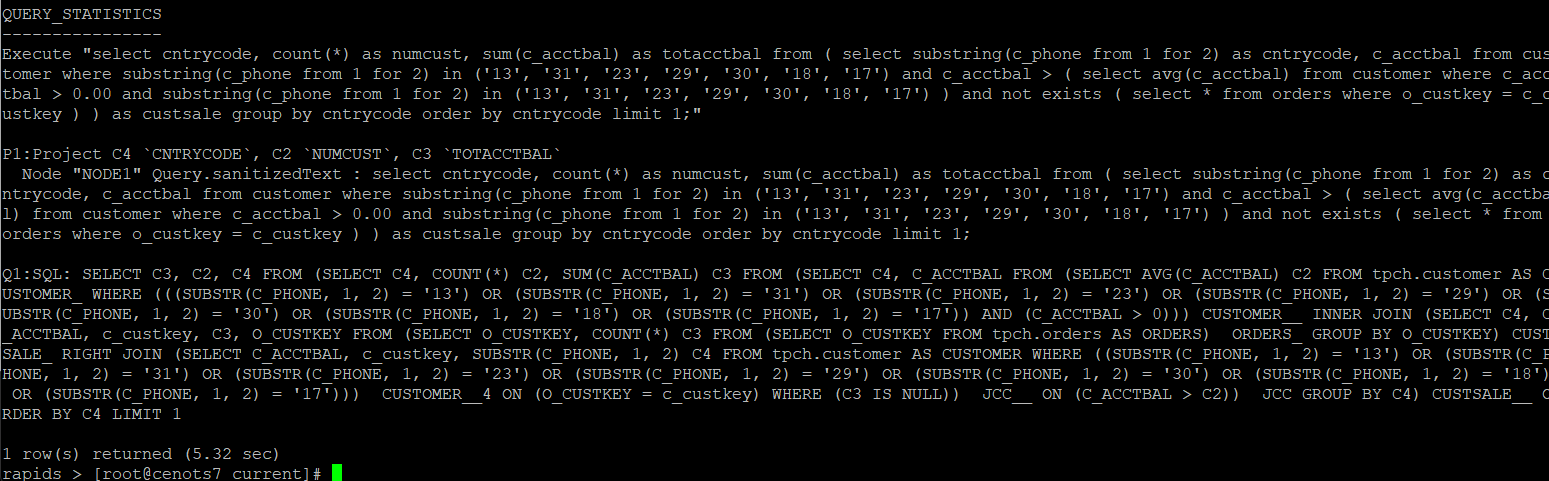 QUERY_STATISTICS
----------------
Execute "select cntrycode, count(*) as numcust, sum(c_acctbal) as totacctbal from ( select substring(c_phone from 1 for 2) as cntrycode, c_acctbal from cus
tomer where substring(c_phone from 1 for 2) in ('13', '31', '23', '29', '30', '18', '17') and c_acctbal > ( select avg(c_acctbal) from customer where c_acc
tbal > 0.00 and substring(c_phone from 1 for 2) in ('13', '31', '23', '29', '30', '18', '17') ) and not exists ( select * from orders where o_custkey = c_c
ustkey ) ) as custsale group by cntrycode order by cntrycode limit 1;"
P1:Project C4 `CNTRYCODE`, C2 `NUMCUST`, C3 `TOTACCTBAL`
  Node "NODE1" Query.sanitizedText : select cntrycode, count(*) as numcust, sum(c_acctbal) as totacctbal from ( select substring(c_phone from 1 for 2) as c
ntrycode, c_acctbal from customer where substring(c_phone from 1 for 2) in ('13', '31', '23', '29', '30', '18', '17') and c_acctbal > ( select avg(c_acctba
l) from customer where c_acctbal > 0.00 and substring(c_phone from 1 for 2) in ('13', '31', '23', '29', '30', '18', '17') ) and not exists ( select * from
orders where o_custkey = c_custkey ) ) as custsale group by cntrycode order by cntrycode limit 1;
Q1:SQL: SELECT C3, C2, C4 FROM (SELECT C4, COUNT(*) C2, SUM(C_ACCTBAL) C3 FROM (SELECT C4, C_ACCTBAL FROM (SELECT AVG(C_ACCTBAL) C2 FROM tpch.customer AS C
USTOMER_ WHERE (((SUBSTR(C_PHONE, 1, 2) = '13') OR (SUBSTR(C_PHONE, 1, 2) = '31') OR (SUBSTR(C_PHONE, 1, 2) = '23') OR (SUBSTR(C_PHONE, 1, 2) = '29') OR (S
UBSTR(C_PHONE, 1, 2) = '30') OR (SUBSTR(C_PHONE, 1, 2) = '18') OR (SUBSTR(C_PHONE, 1, 2) = '17')) AND (C_ACCTBAL > 0))) CUSTOMER__ INNER JOIN (SELECT C4, C
_ACCTBAL, c_custkey, C3, O_CUSTKEY FROM (SELECT O_CUSTKEY, COUNT(*) C3 FROM (SELECT O_CUSTKEY FROM tpch.orders AS ORDERS)  ORDERS_ GROUP BY O_CUSTKEY) CUST
SALE_ RIGHT JOIN (SELECT C_ACCTBAL, c_custkey, SUBSTR(C_PHONE, 1, 2) C4 FROM tpch.customer AS CUSTOMER WHERE ((SUBSTR(C_PHONE, 1, 2) = '13') OR (SUBSTR(C_P
HONE, 1, 2) = '31') OR (SUBSTR(C_PHONE, 1, 2) = '23') OR (SUBSTR(C_PHONE, 1, 2) = '29') OR (SUBSTR(C_PHONE, 1, 2) = '30') OR (SUBSTR(C_PHONE, 1, 2) = '18')
 OR (SUBSTR(C_PHONE, 1, 2) = '17')))  CUSTOMER__4 ON (O_CUSTKEY = c_custkey) WHERE (C3 IS NULL))  JCC__ ON (C_ACCTBAL > C2))  JCC GROUP BY C4) CUSTSALE__ O
RDER BY C4 LIMIT 1
1 row(s) returned (5.32 sec)
rapids > [root@cenots7 current]#